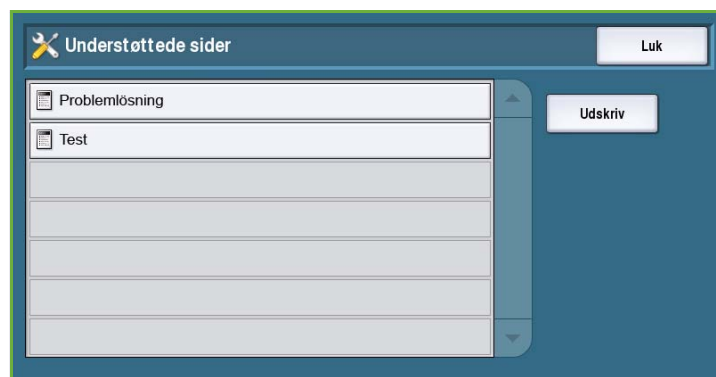 Understøttede sider
Luk
Problemlösning
Udskriv
Test